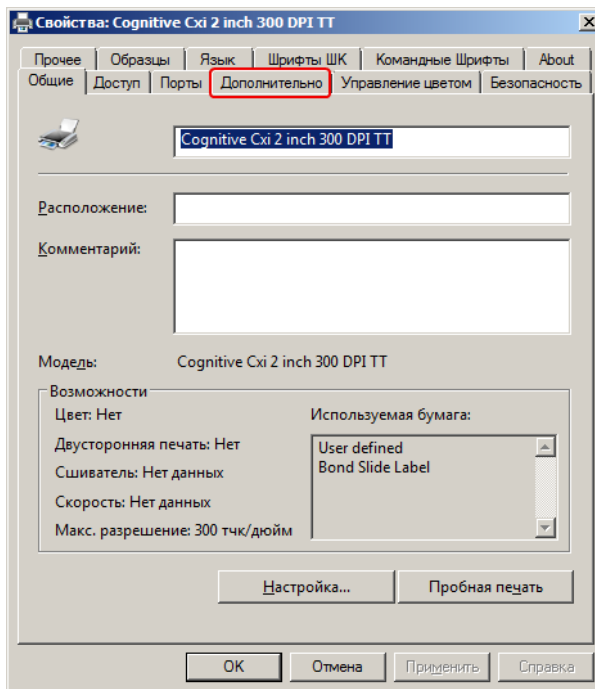 Свойства: Cognitive Cxi 2 inch 300 DPI TT
Прочее Образцы Язык Шрифты ШК Командные Шрифты About
Общие Доступ Порты Дополнительно Управление цветом Безопасность
Cognitive Cxi 2 inch 300 DPI TT
Расположение:
Комментарий:
Модель: Cognitive Cxi 2 inch 300 DPI TT
Возможности
Цвет: Нет
Двусторонняя печать: Нет
Сшиватель: Нет данных
Скорость: Нет данных
Макс. разрешение: 300 тчк/дюйм
Используемая бумага:
User defined
Bond Slide Label
Настройка... Пробная печать
OK Отмена Применить Справка